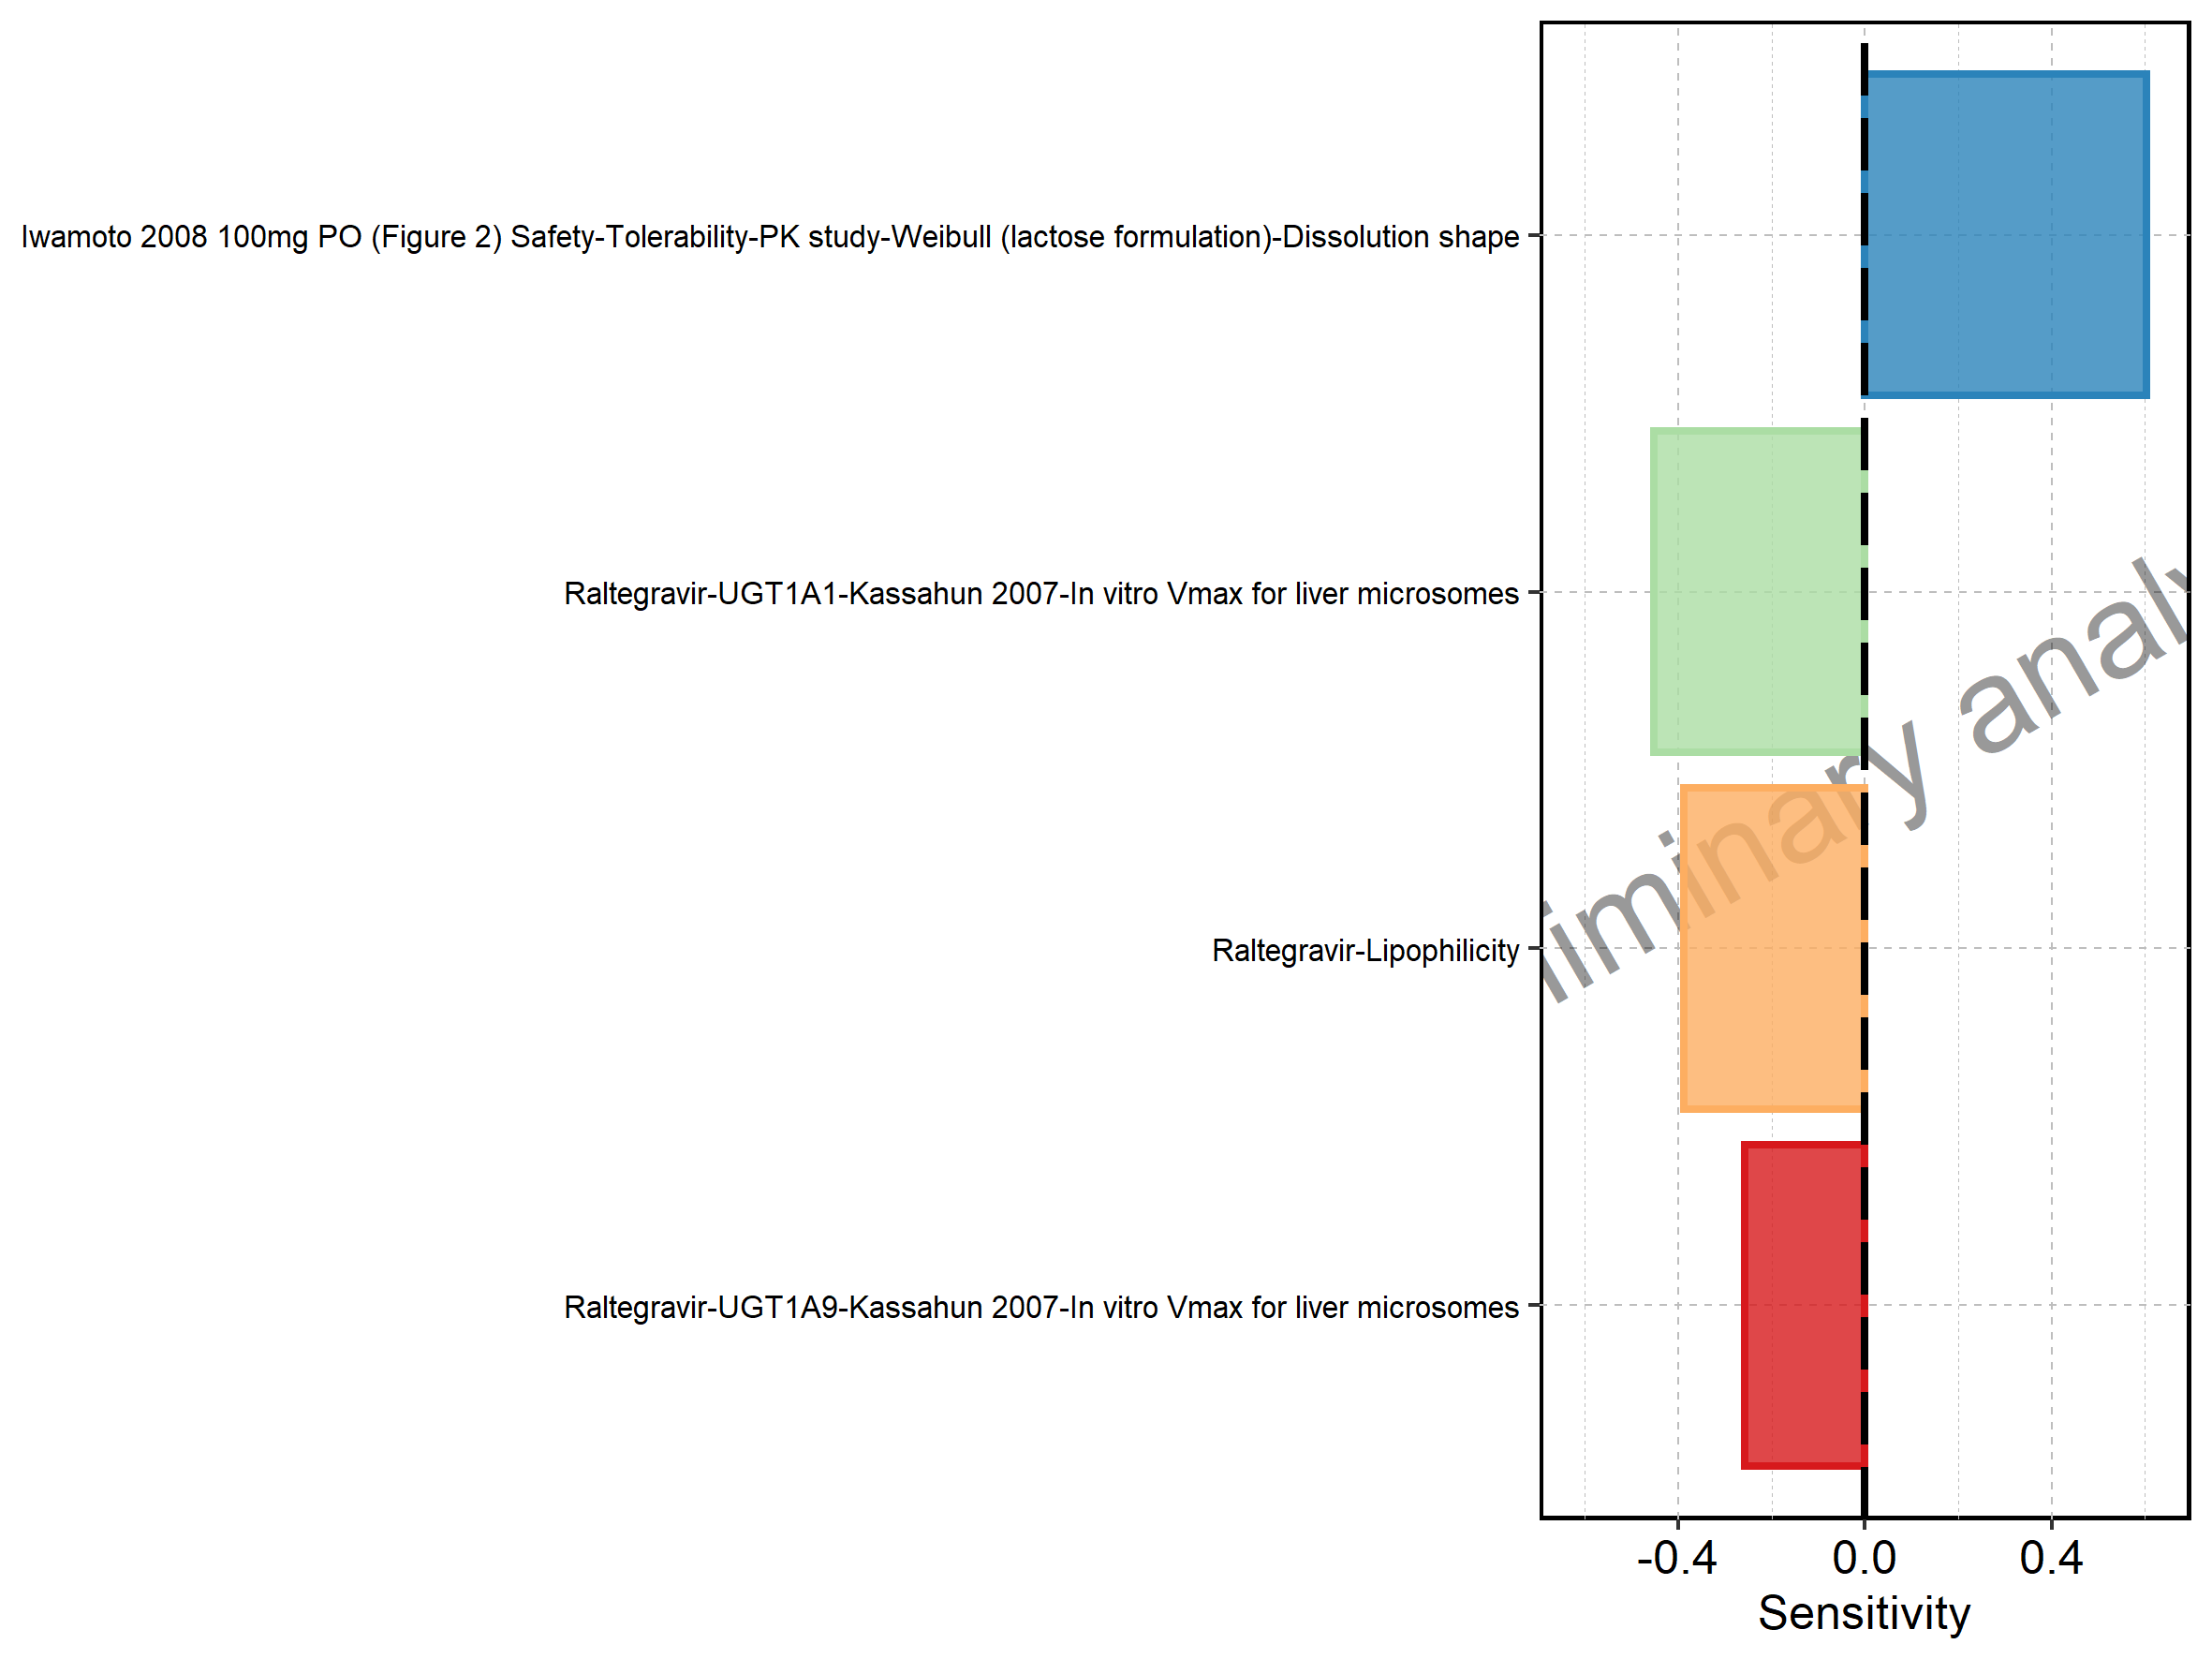 Iwamoto 2008 100mg PO (Figure 2) Safety-Tolerability-PK study-Weibull (lactose formulation)-Dissolution shape
Raltegravir-UGT1A1-Kassahun 2007-In vitro Vmax for liver microsomes
Raltegravir-Lipophilicity
Raltegravir-UGT1A9-Kassahun 2007-In vitro Vmax for liver microsomes
-0.4 0.0 0.4
Sensitivity